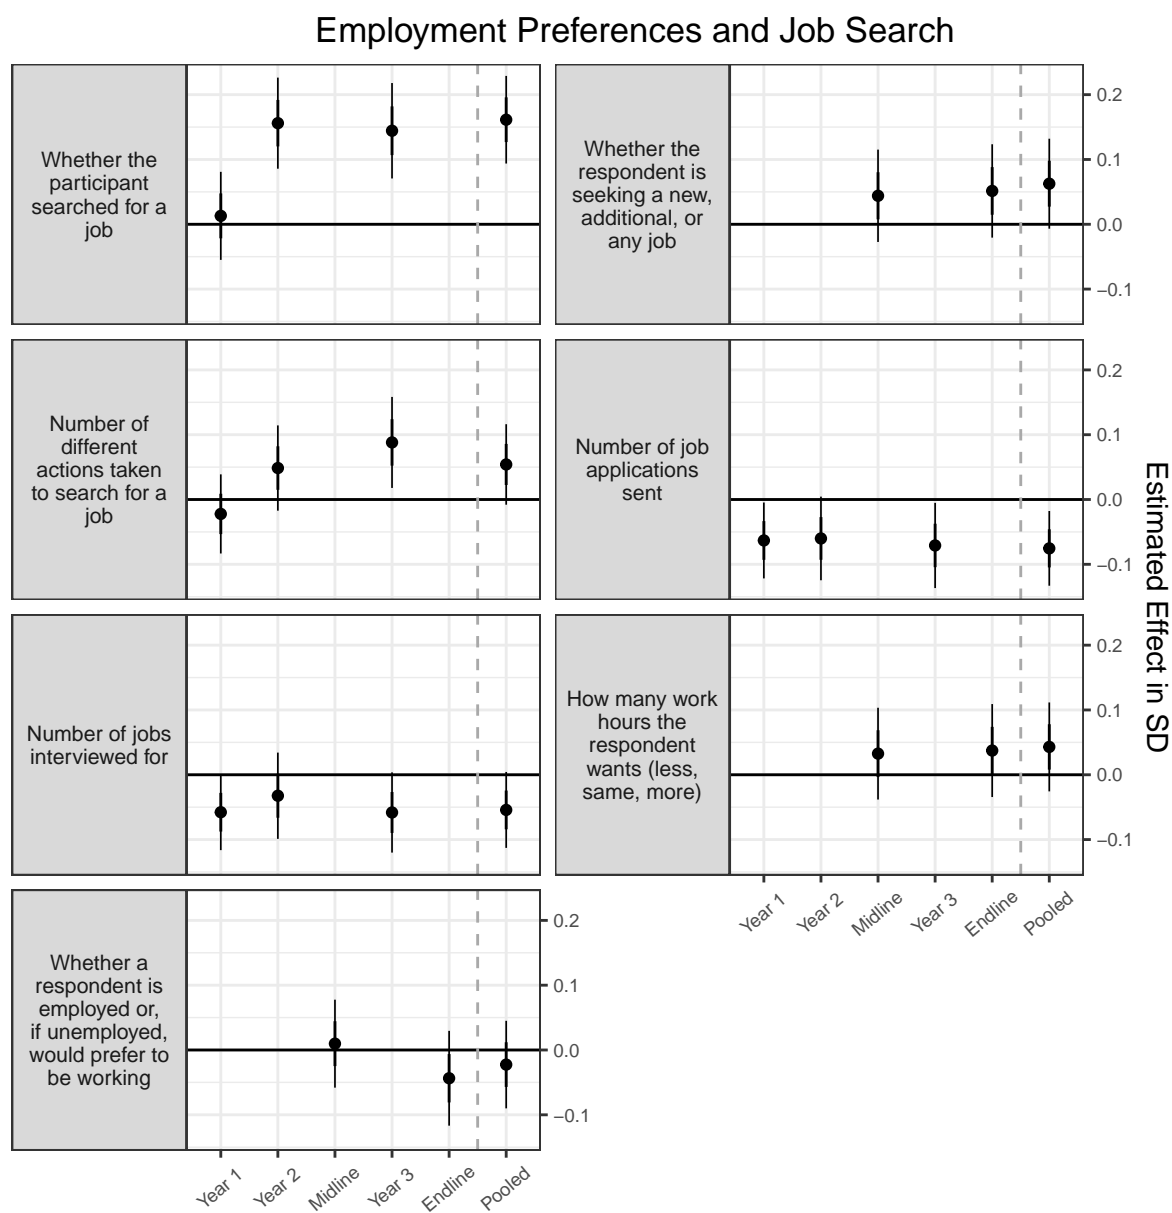 Employment Preferences and Job Search
Whether the
participant
searched for a
job
Whether the
respondent is
seeking a new,
additional, or
any job
0.2
0.1
0.0
−0.1
Number of
different
actions taken
to search for a
job
Number of job
applications
sent
0.2
0.1
0.0
−0.1
Number of jobs
interviewed for
How many work
hours the
respondent
wants (less,
same, more)
0.2
0.1
0.0
−0.1
Year 1
Year 2
Midline
Year 3
Endline
Pooled
Whether a
respondent is
employed or,
if unemployed,
would prefer to
be working
0.2
0.1
0.0
−0.1
Year 1
Year 2
Midline
Year 3
Endline
Pooled
Estimated Effect in SD